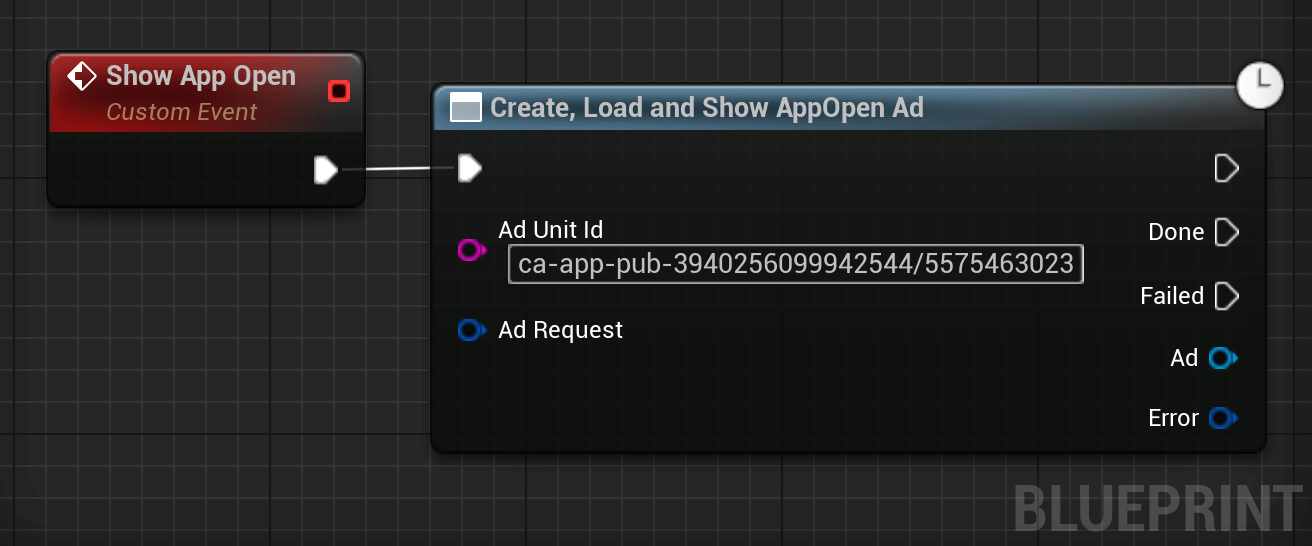 Show App Open
Custom Event
Create, Load and Show AppOpen Ad
Ad Unit Id
ca-app-pub-3940256099942544/5575463023
Done
Failed
Ad Request
Ad
Error
BLUEPRINT